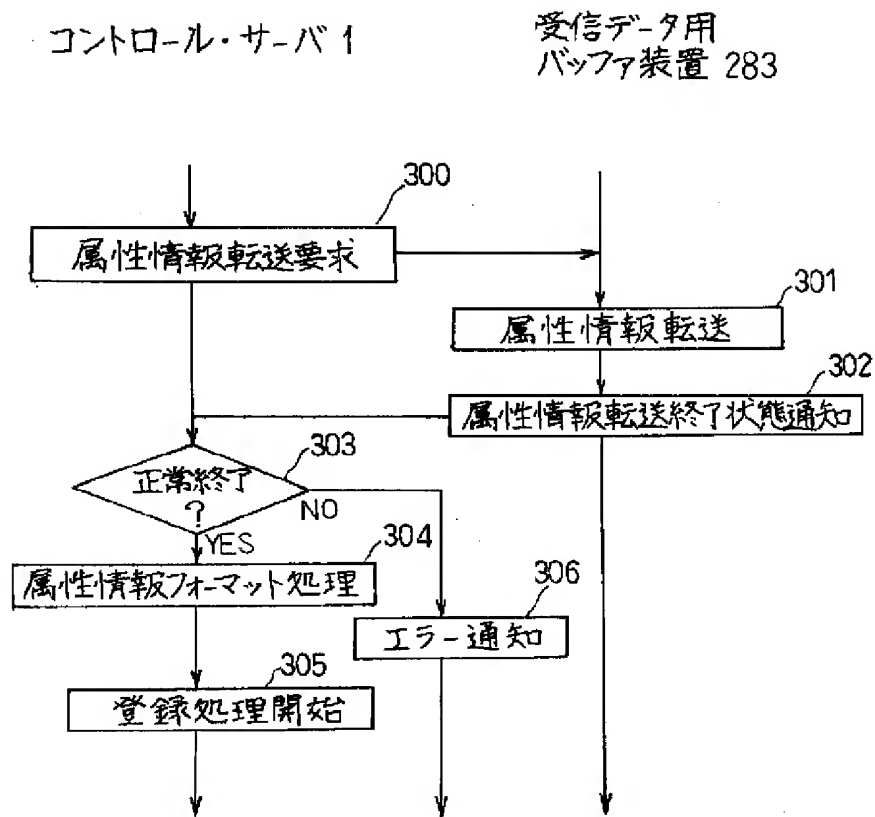 コントロール・サーバ 1
受信データ用
バッファ装置 283
300
属性情報転送要求
301
属性情報転送
302
属性情報転送終了状態通知
303
正常終了
?
NO
YES
304
属性情報フォーマット処理
306
エラー通知
305
登録処理開始